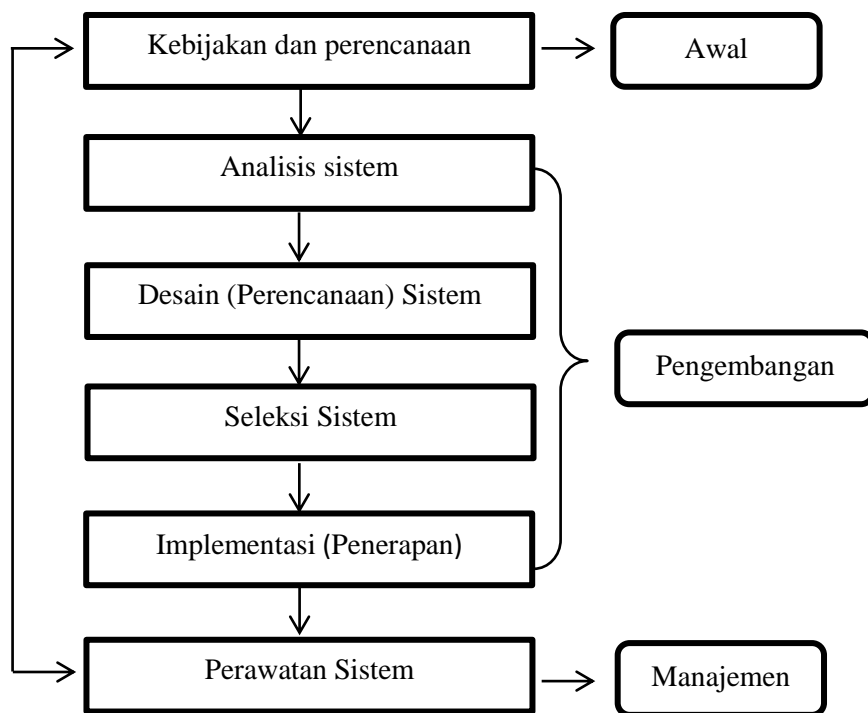 Kebijakan dan perencanaan
Awal
Analisis sistem
Desain (Perencanaan) Sistem
Pengembangan
Seleksi Sistem
Implementasi (Penerapan)
Perawatan Sistem
Manajemen